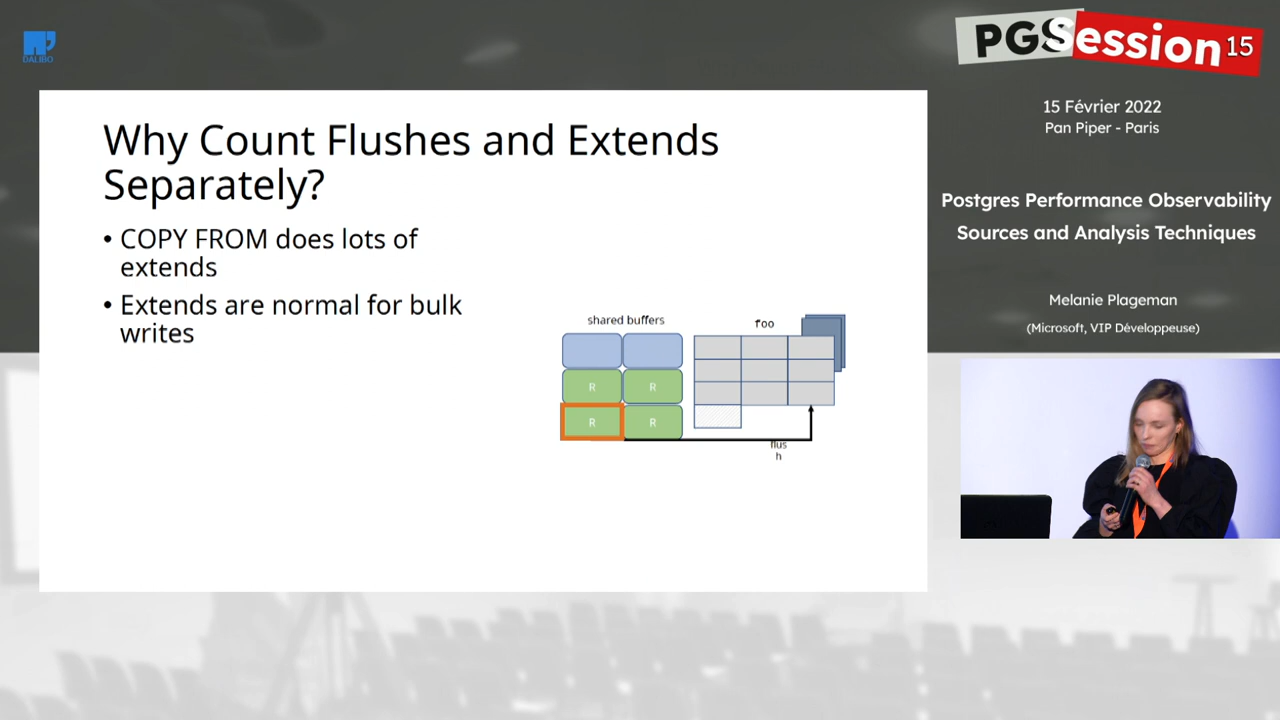 DALIBO
PGSession 15
15 Février 2022
Pan Piper - Paris
Postgres Performance Observability
Sources and Analysis Techniques
Melanie Plageman
(Microsoft, VIP Développeuse)
Why Count Flushes and Extends
Separately?
• COPY FROM does lots of
extends
• Extends are normal for bulk
writes
shared buffers
foo
R R
R R
flus
h